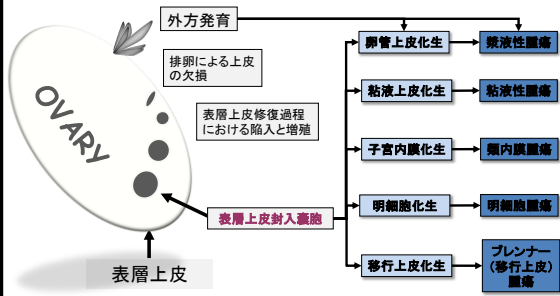 外方発育
排卵による上皮
の欠損
OVARY
表層上皮修復過程
における陥入と増殖
表層上皮封入嚢胞
表層上皮
卵管上皮化生
漿液性腫瘍
粘液上皮化生
粘液性腫瘍
子宮内膜化生
類内膜腫瘍
明細胞化生
明細胞腫瘍
移行上皮化生
ブレンナー
(移行上皮)
腫瘍